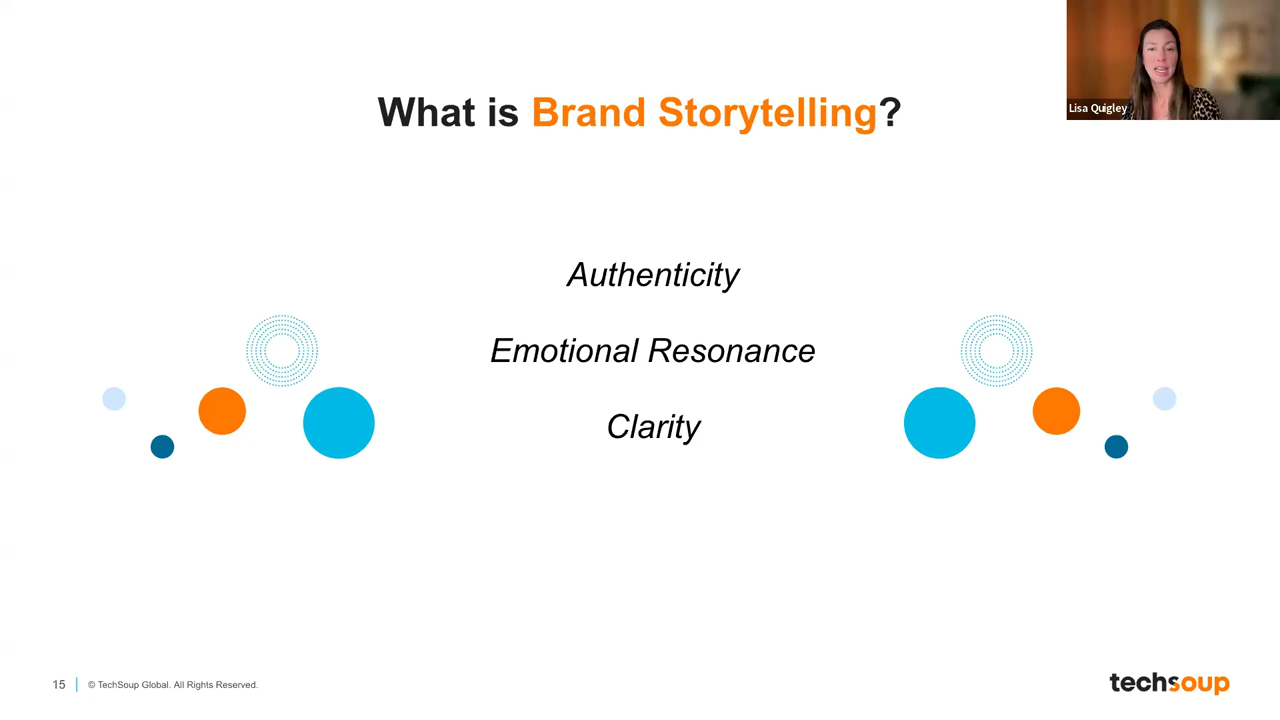 Lisa Quigley
What is Brand Storytelling?
Authenticity
Emotional Resonance
Clarity
15
© TechSoup Global. All Rights Reserved.
techsoup